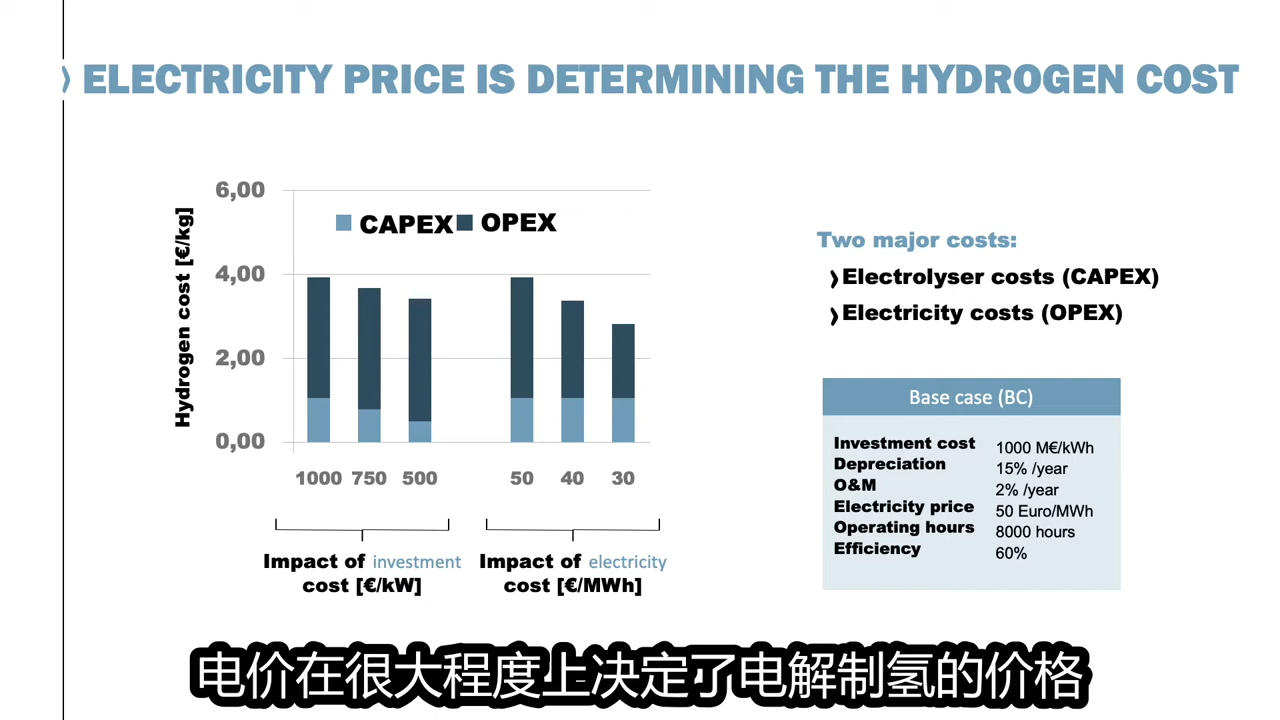 ELECTRICITY PRICE IS DETERMINING THE HYDROGEN COST
Hydrogen cost [€/kg]
6,00
4,00
2,00
0,00
CAPEX OPEX
1000 750 500 50 40 30
Impact of investment
cost [€/kW]
Impact of electricity
cost [€/MWh]
Two major costs:
Electrolyser costs (CAPEX)
Electricity costs (OPEX)
Base case (BC)
Investment cost 1000 M€/kWh
Depreciation 15% /year
O&M 2% /year
Electricity price 50 Euro/MWh
Operating hours 8000 hours
Efficiency 60%
电价在很大程度上决定了电解制氢的价格